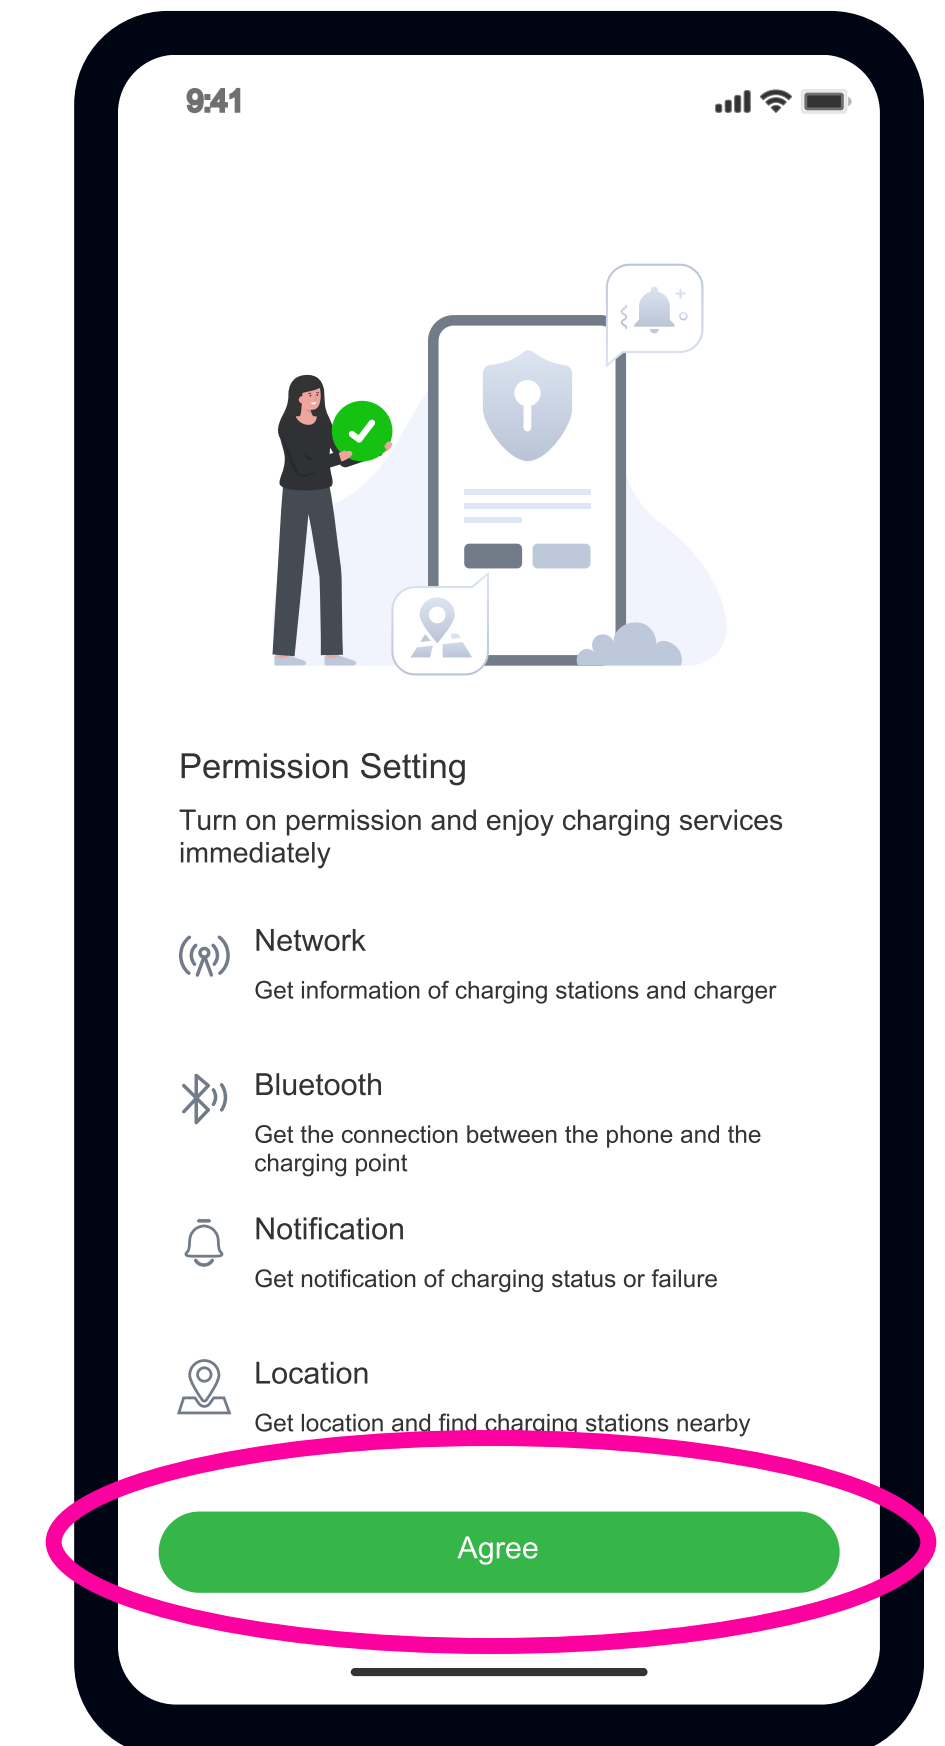 9:41
Permission Setting
Turn on permission and enjoy charging services
immediately
Network
Get information of charging stations and charger
Bluetooth
Get the connection between the phone and the
charging point
Notification
Get notification of charging status or failure
Location
Get location and find charging stations nearby
Agree